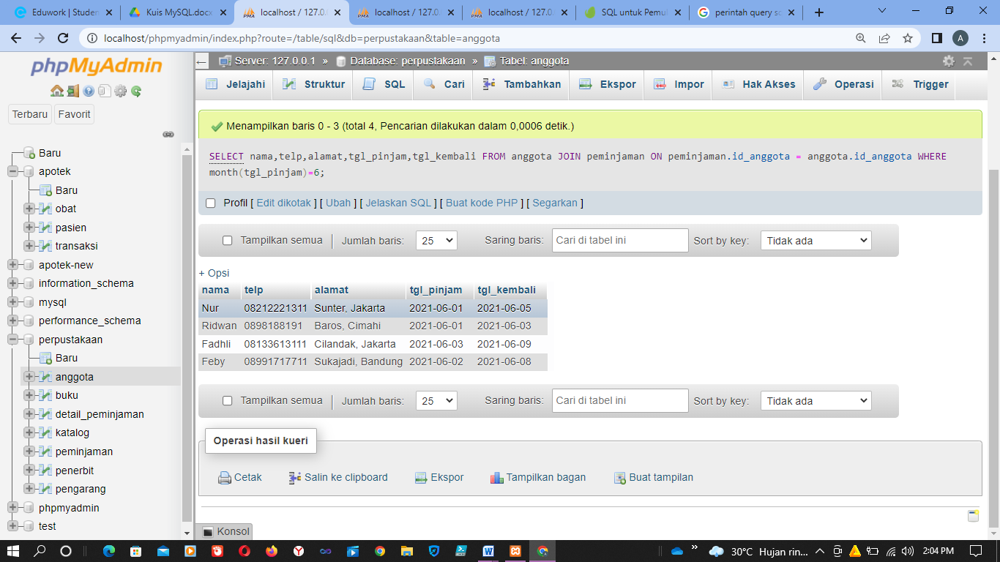 Edukwork | Studen
Kuis MySQL.docx
localhost / 127.0.
localhost / 127.0.
localhost / 127.0.
SQL untuk Pemul
perintah query so
localhost/phpmyadmin/index.php?route=/table/sql&db=perpustakaan&table=anggota
A
phpMyAdmin
Terbaru
Favorit
Baru
apotek
Baru
obat
pasien
transaksi
apotek-new
information_schema
mysql
performance_schema
perpustakaan
Baru
anggota
buku
detail_peminjaman
katalog
peminjaman
penerbit
pengarang
phpmyadmin
test
Server: 127.0.0.1 » Database: perpustakaan » Tabel: anggota
Jelajahi Struktur SQL Cari Tambahkan Ekspor Impor Hak Akses Operasi Trigger
Menampilkan baris 0 - 3 (total 4, Pencarian dilakukan dalam 0,0006 detik.)
SELECT nama,telp,alamat,tgl_pinjam,tgl_kembali FROM anggota JOIN peminjaman ON peminjaman.id_anggota = anggota.id_anggota WHERE
month(tgl_pinjam)=6;
Profil [ Edit dikotak ] [ Ubah ] [ Jelaskan SQL ] [ Buat kode PHP ] [ Segarkan ]
Tampilkan semua | Jumlah baris: 25 Saring baris: Cari di tabel ini Sort by key: Tidak ada
+ Opsi
nama telp alamat tgl_pinjam tgl_kembali
Nur 08212221311 Sunter, Jakarta 2021-06-01 2021-06-05
Ridwan 0898188191 Baros, Cimahi 2021-06-01 2021-06-03
Fadhli 08133613111 Cilandak, Jakarta 2021-06-03 2021-06-09
Feby 08991717711 Sukajadi, Bandung 2021-06-02 2021-06-08
Tampilkan semua | Jumlah baris: 25 Saring baris: Cari di tabel ini Sort by key: Tidak ada
Operasi hasil kueri
Cetak Salin ke clipboard Ekspor Tampilkan bagan Buat tampilan
Konsol
30°C Hujan rin... 2:04 PM